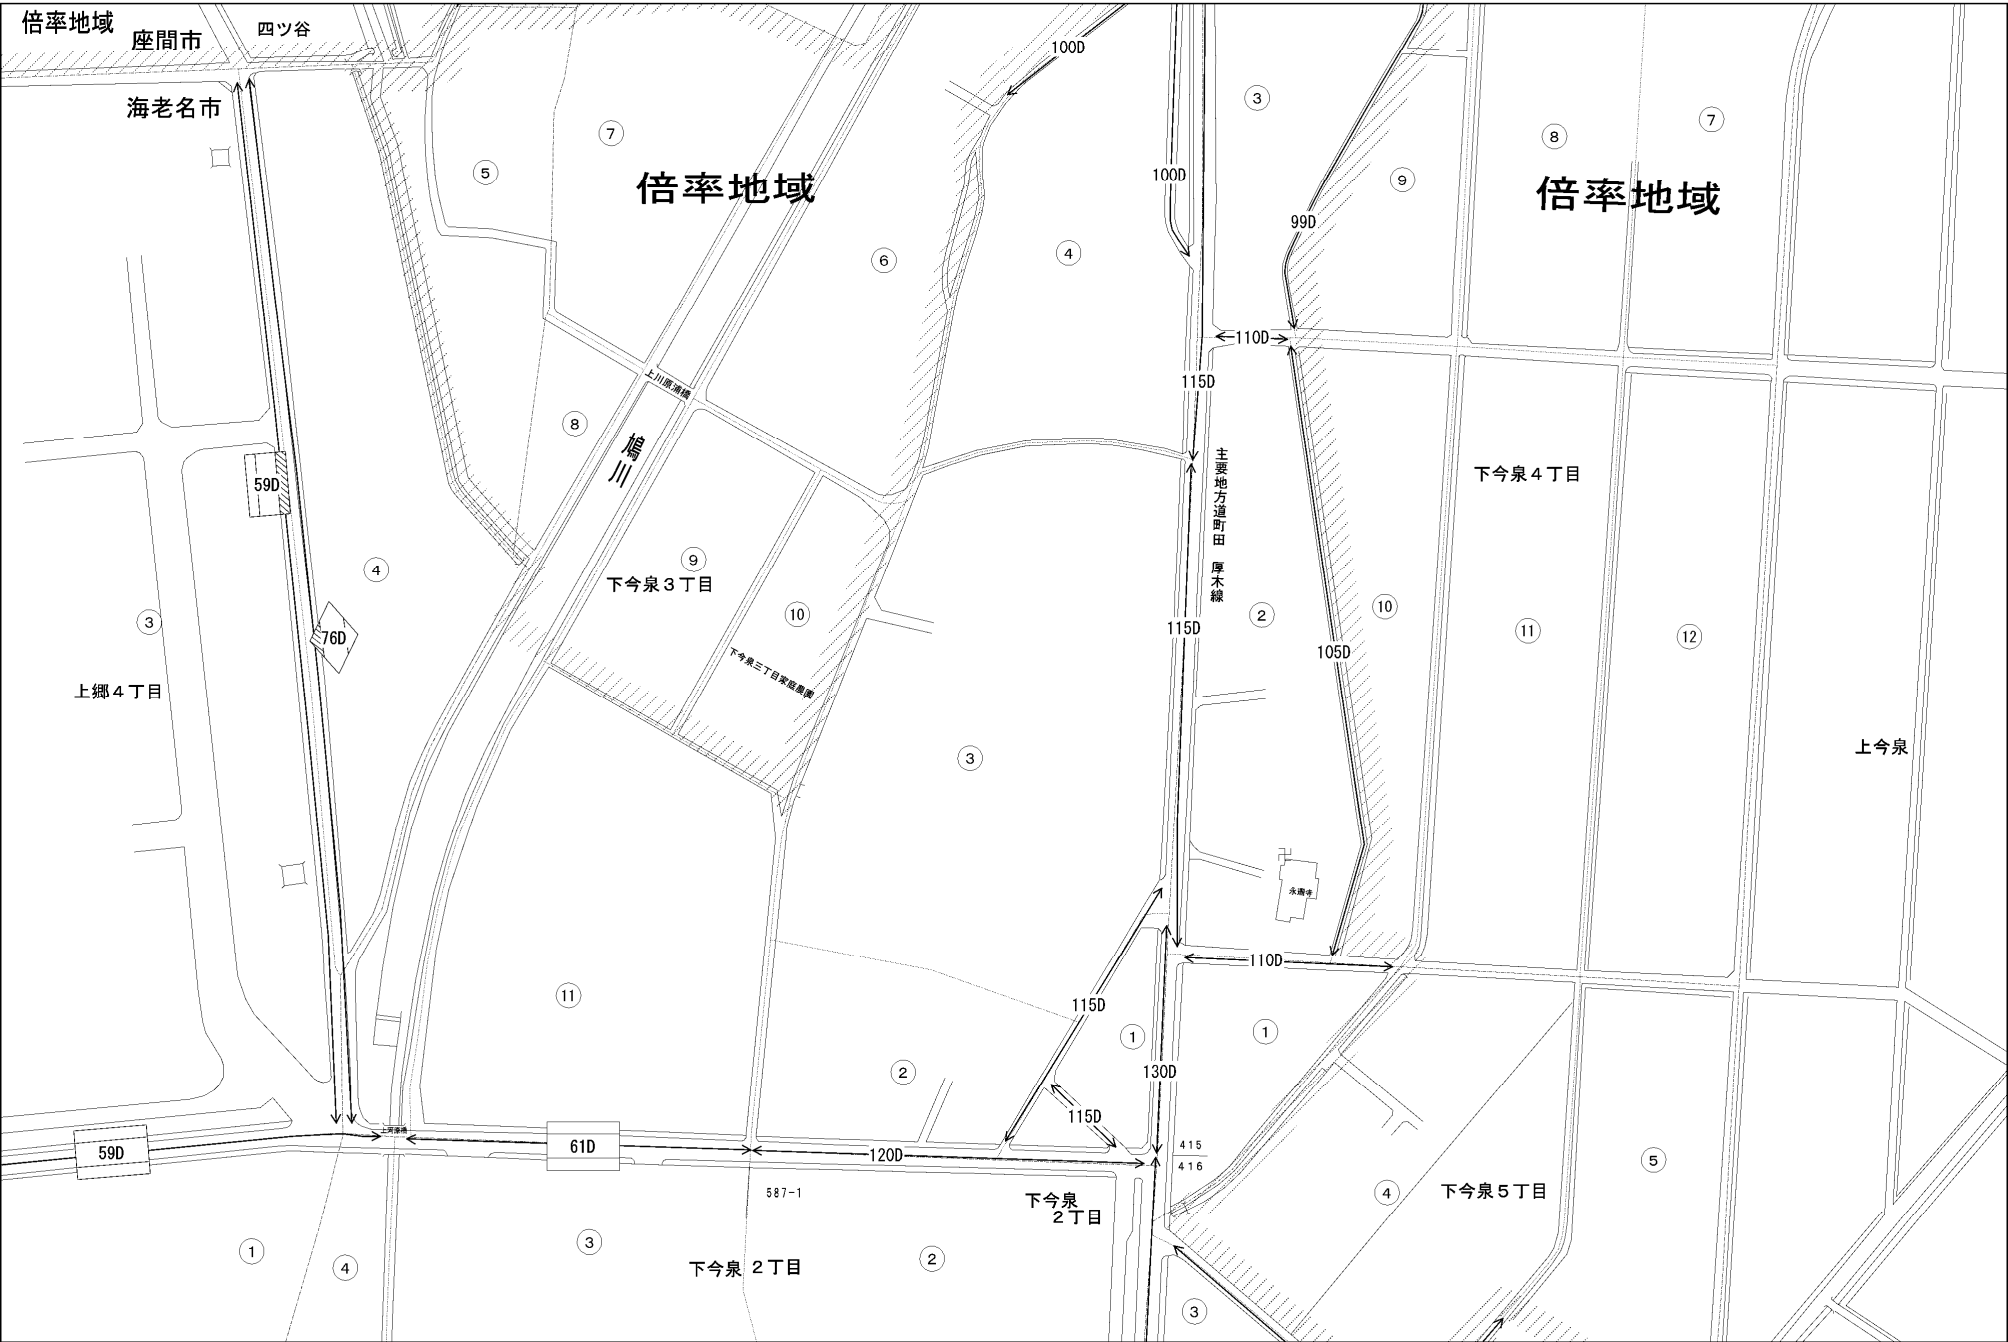 倍率地域
座間市
四ツ谷
海老名市
100D
③
⑦
⑧
⑦
⑤
倍率地域
100D
⑨
倍率地域
99D
⑥
④
110D
上川原浦橋
115D
⑧
鳩川
主要地方道町田 厚木線
下今泉4丁目
59D
④
⑨
下今泉3丁目
⑩
②
⑩
⑪
⑫
③
76D
115D
105D
下今泉三丁目家庭農園
上郷4丁目
③
上今泉
110D
⑪
115D
①
①
②
130D
115D
上河原橋
59D
61D
120D
415
416
⑤
587-1
下今泉
2丁目
④
下今泉5丁目
①
④
③
下今泉 2丁目
②
③